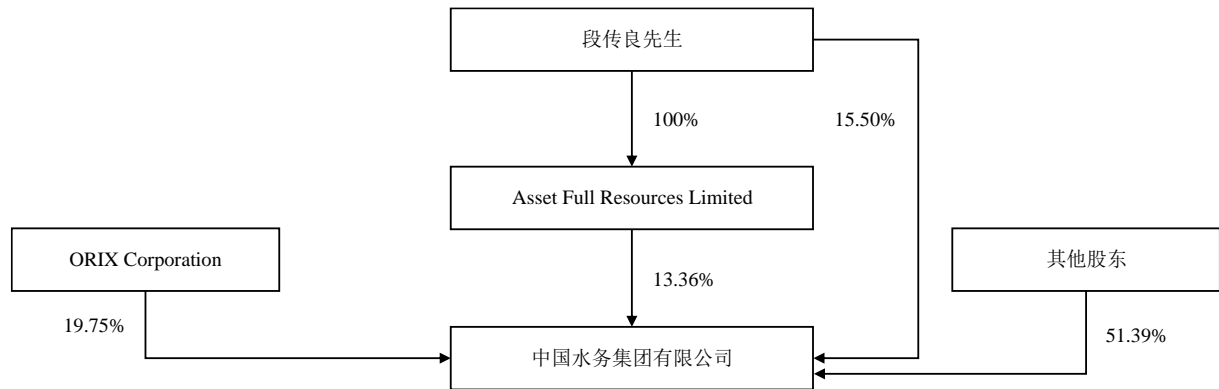 段传良先生
100%
15.50%
Asset Full Resources Limited
ORIX Corporation
其他股东
13.36%
19.75%
51.39%
中国水务集团有限公司